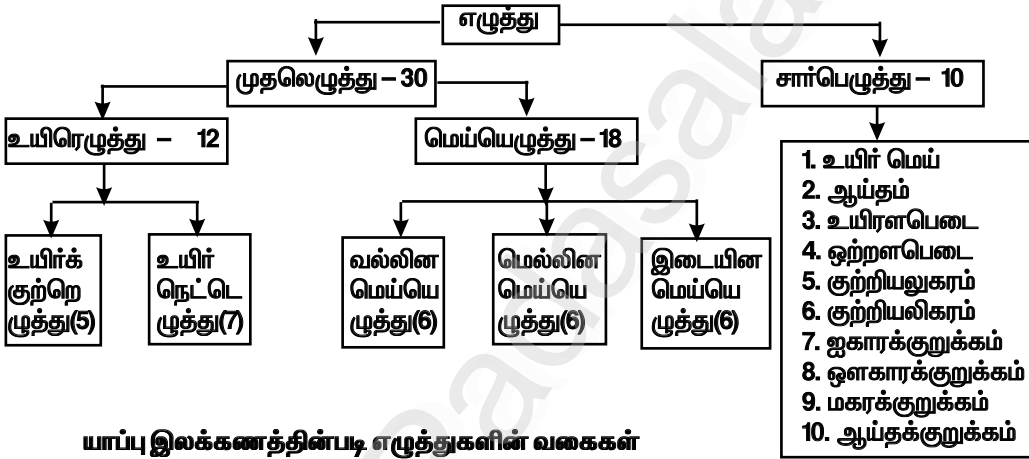 எழுத்து
முதலெழுத்து – 30
சார்பெழுத்து – 10
உயிரெழுத்து – 12
மெய்யெழுத்து – 18
உயிர்க்
குற்றெ
ழுத்து(5)
உயிர்
நெட்டெ
ழுத்து(7)
வல்லின
மெய்யெ
ழுத்து(6)
மெல்லின
மெய்யெ
ழுத்து(6)
இடையின
மெய்யெ
ழுத்து(6)
1. உயிர் மெய்
2. ஆய்தம்
3. உயிரளபெடை
4. ஒற்றளபெடை
5. குற்றியலுகரம்
6. குற்றியலிகரம்
7. ஐகாரக்குறுக்கம்
8. ஔகாரக்குறுக்கம்
9. மகரக்குறுக்கம்
10. ஆய்தக்குறுக்கம்
யாப்பு இலக்கணத்தின்படி எழுத்துகளின் வகைகள்